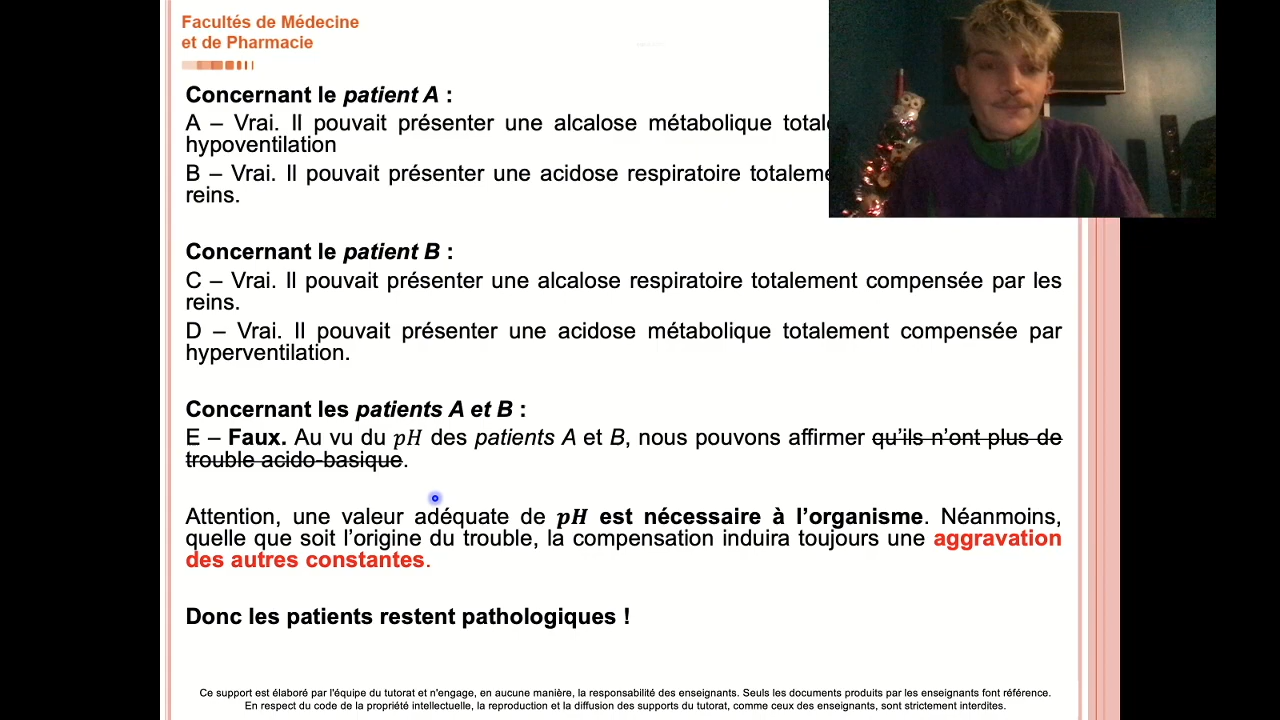 Facultés de Médecine
et de Pharmacie
Concernant le patient A :
A – Vrai. Il pouvait présenter une alcalose métabolique
hypoventilation
B – Vrai. Il pouvait présenter une acidose respiratoire
reins.
Concernant le patient B :
C – Vrai. Il pouvait présenter une alcalose respiratoire totalement compensée par les
reins.
D – Vrai. Il pouvait présenter une acidose métabolique totalement compensée par
hyperventilation.
Concernant les patients A et B :
E – Faux. Au vu du pH des patients A et B, nous pouvons affirmer qu’ils n’ont plus de
trouble acido-basique.
Attention, une valeur adéquate de pH est nécessaire à l’organisme. Néanmoins,
quelle que soit l’origine du trouble, la compensation induira toujours une aggravation
des autres constantes.
Donc les patients restent pathologiques !
Ce support est élaboré par l'équipe du tutorat et n'engage, en aucune manière, la responsabilité des enseignants. Seuls les documents produits par les enseignants font référence.
En respect du code de la propriété intellectuelle, la reproduction et la diffusion des supports du tutorat, comme ceux des enseignants, sont strictement interdites.